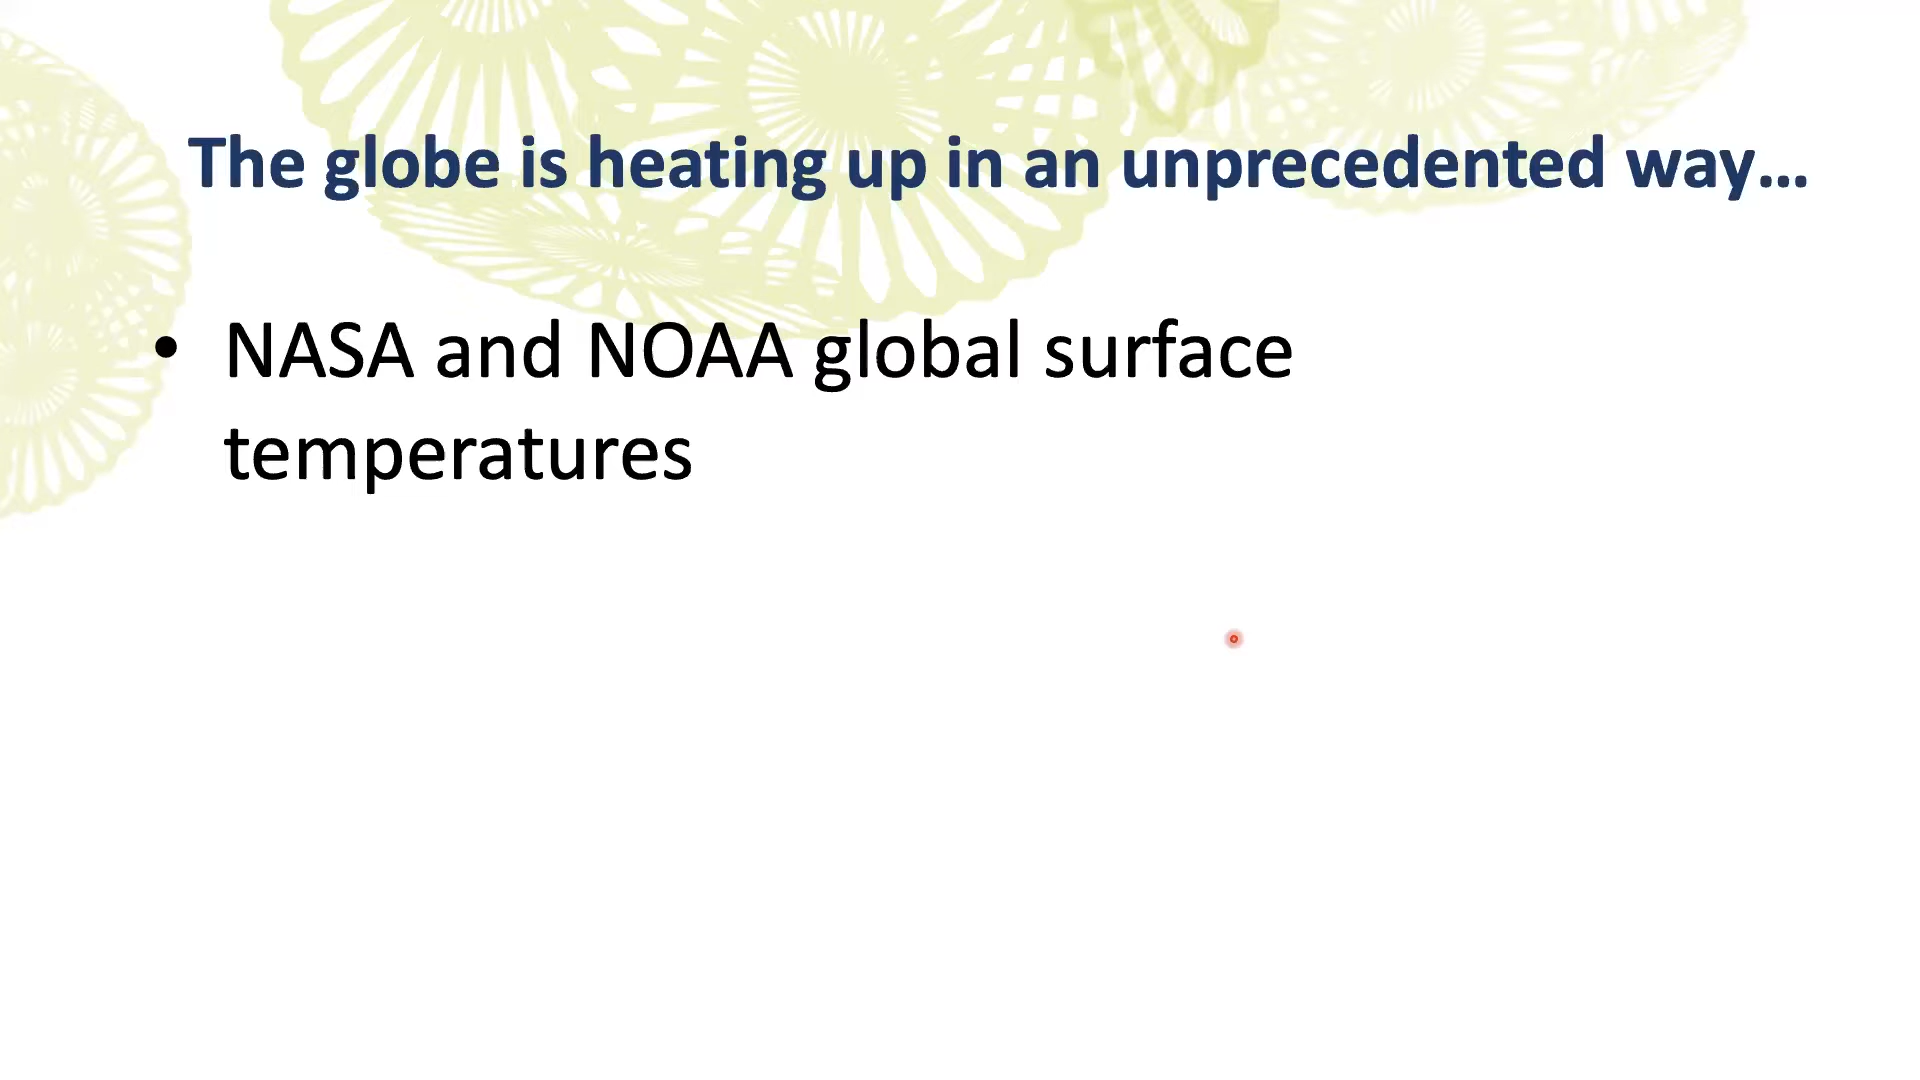 The globe is heating up in an unprecedented way...
• NASA and NOAA global surface
temperatures